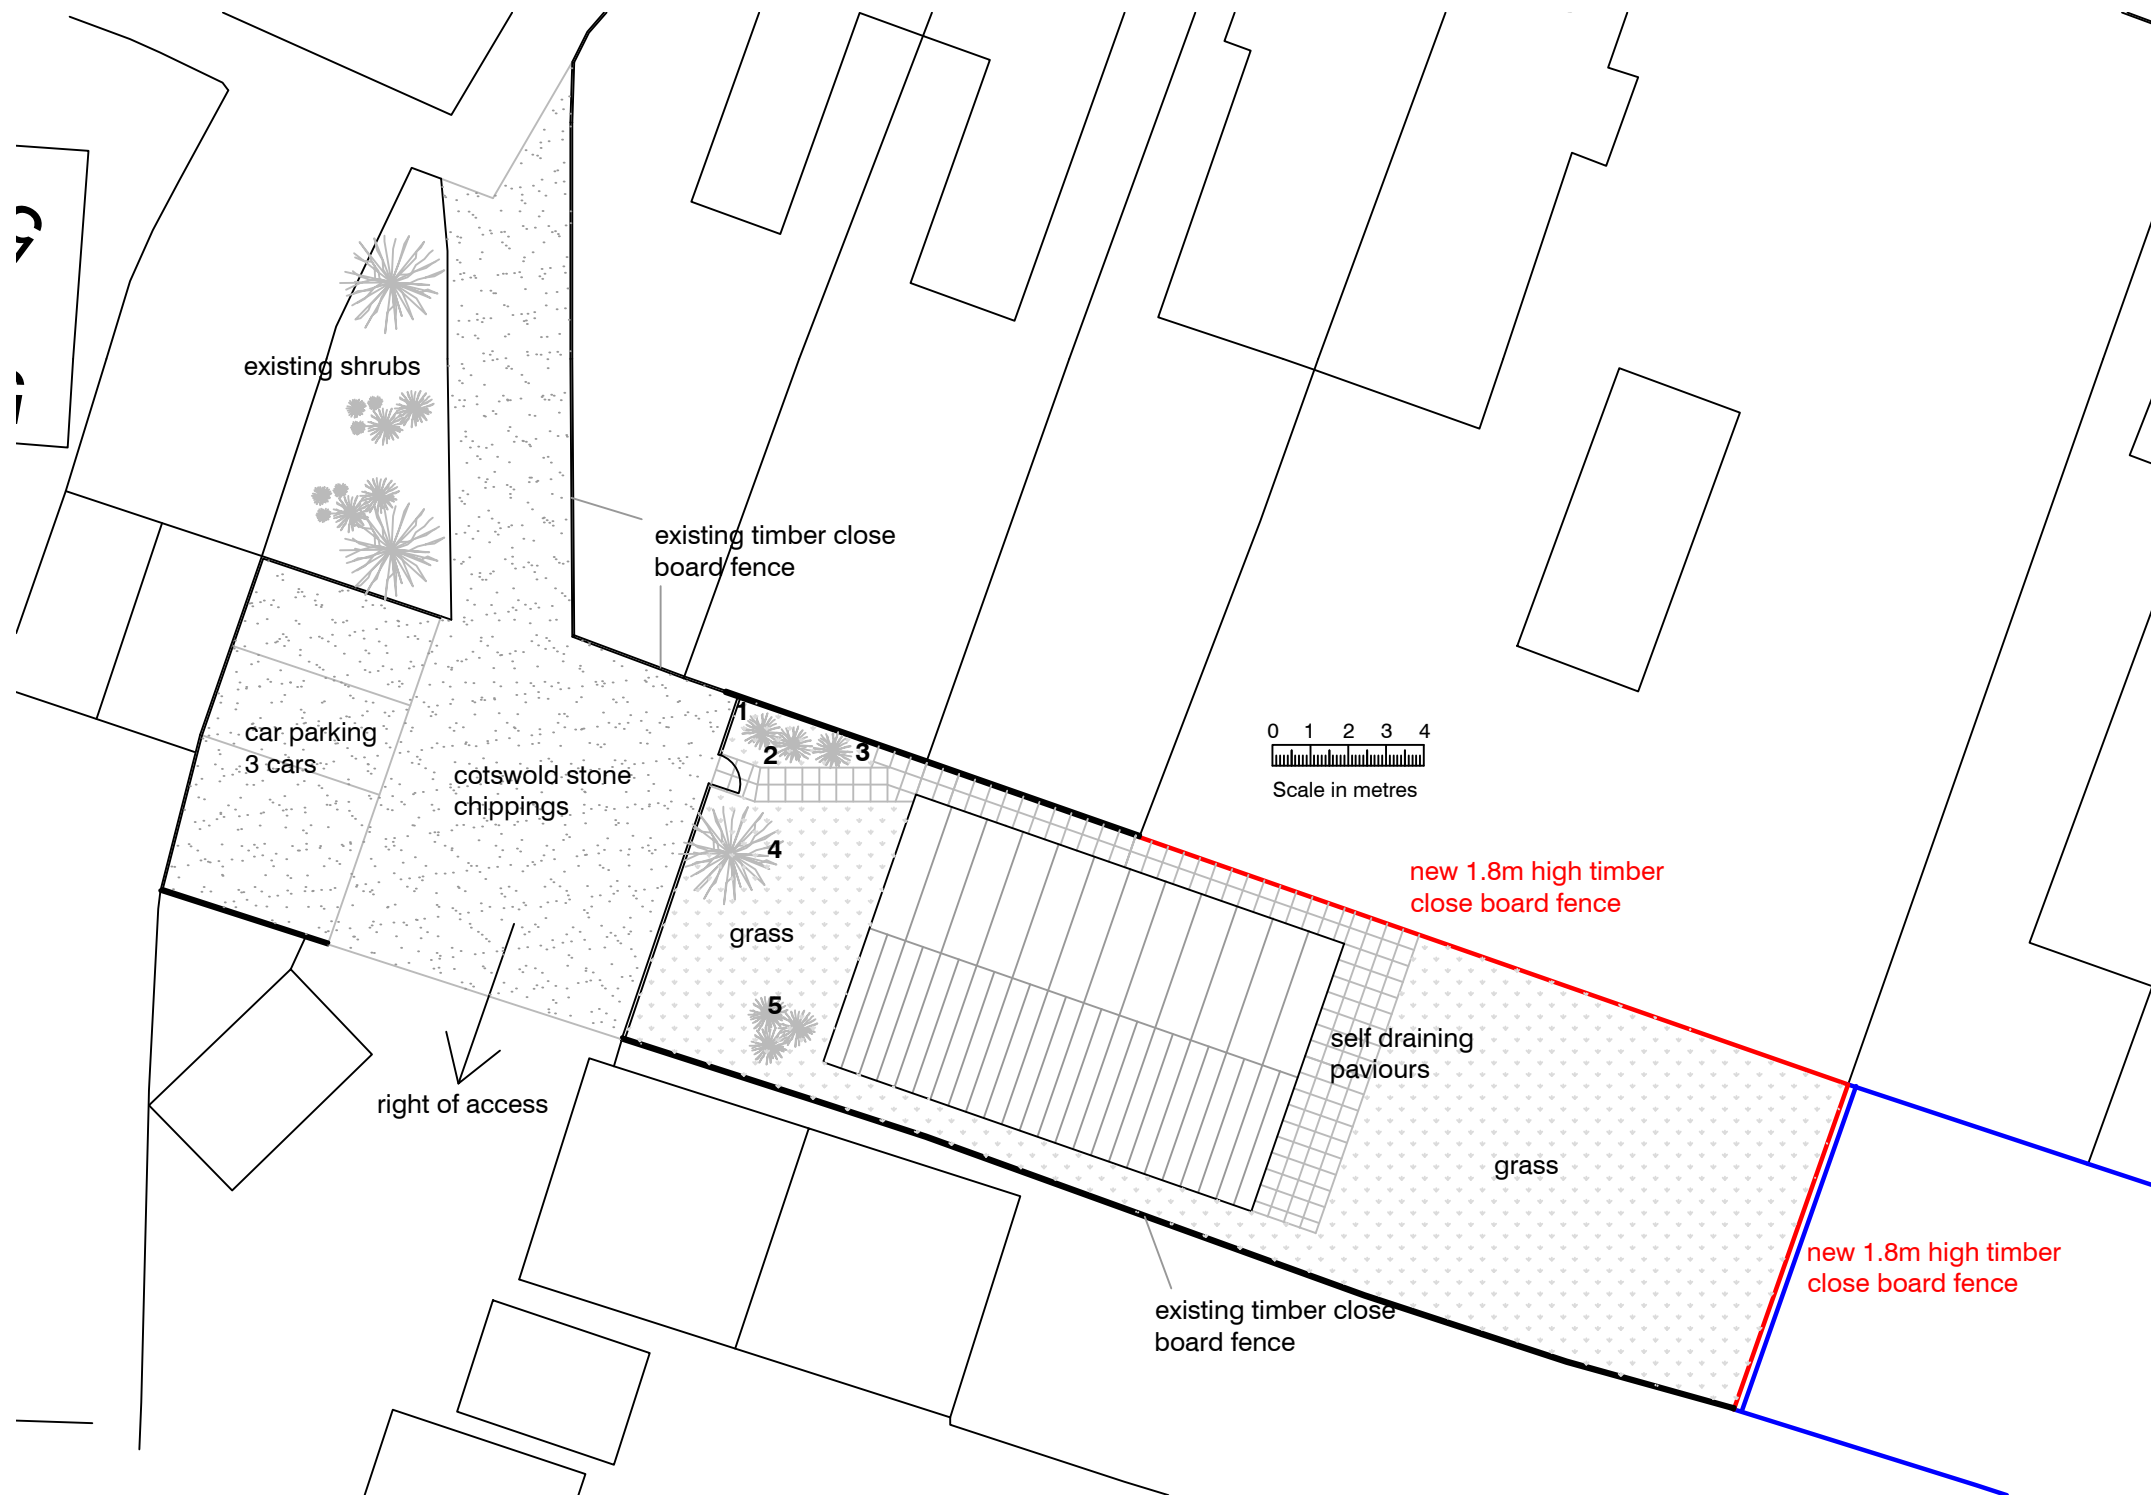 existing shrubs
existing timber close
board fence
car parking
3 cars
cotswold stone
chippings
1
2
3
4
grass
5
0 1 2 3 4
Scale in metres
new 1.8m high timber
close board fence
self draining
paviours
right of access
grass
new 1.8m high timber
close board fence
existing timber close
board fence